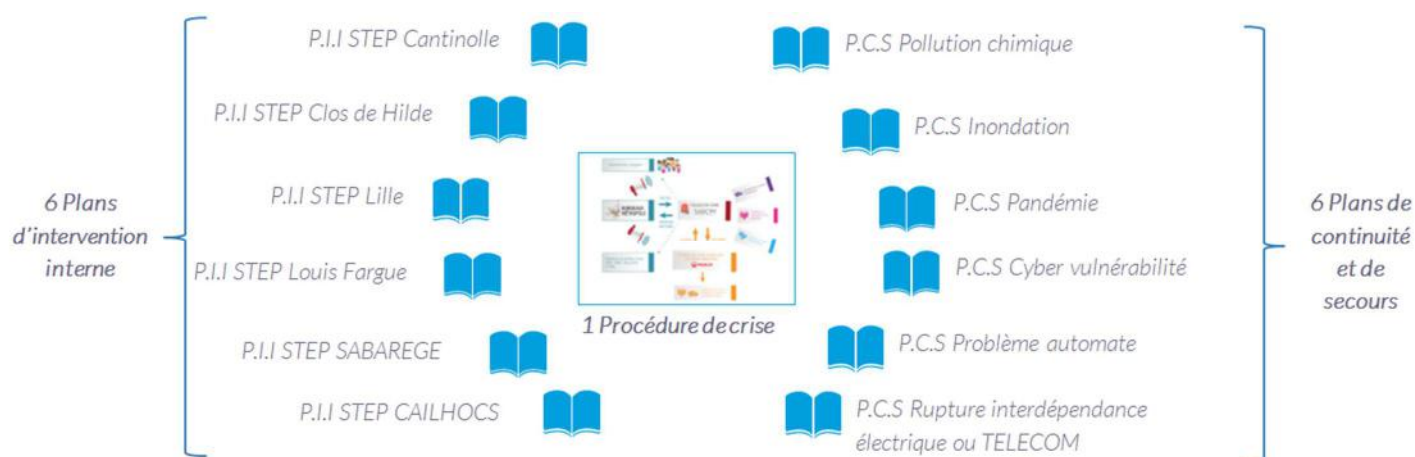 6 Plans
d'intervention
interne
P.I.I STEP Cantinolle
P.I.I STEP Clos de Hilde
P.I.I STEP Lille
P.I.I STEP Louis Fargue
P.I.I STEP SABAREGE
P.I.I STEP CAILHOCS
1 Procédure de crise
P.C.S Pollution chimique
P.C.S Inondation
P.C.S Pandémie
P.C.S Cyber vulnérabilité
P.C.S Problème automate
P.C.S Rupture interdépendance
électrique ou TELECOM
6 Plans de
continuité
et de
secours